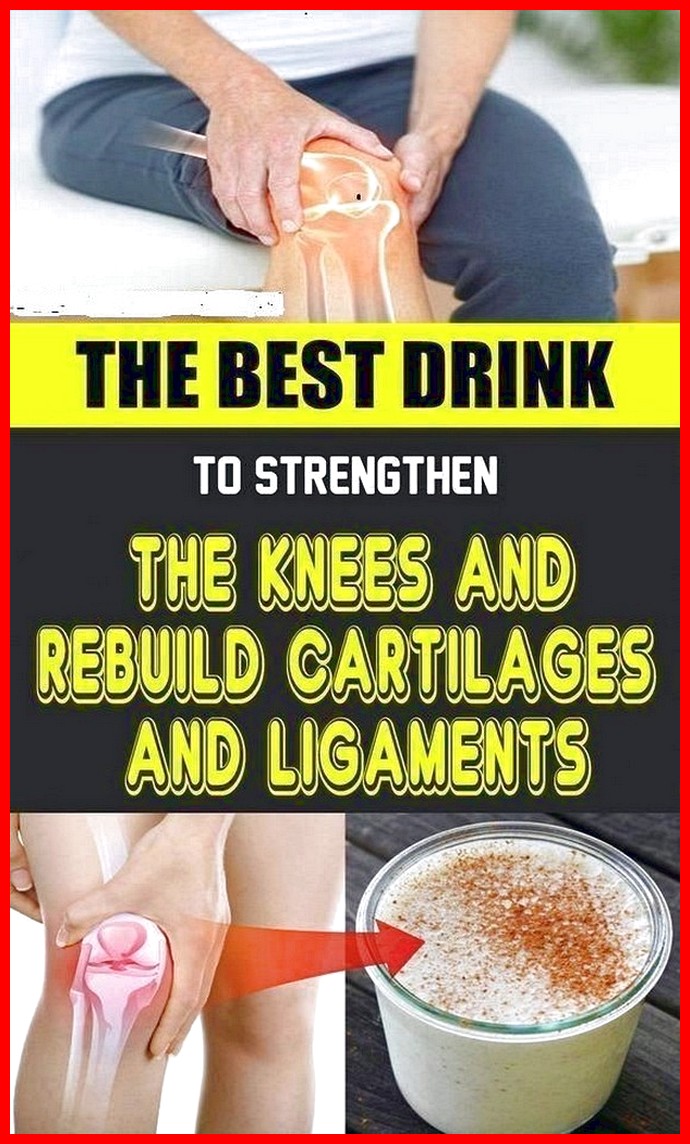 THE BEST DRINK
TO STRENGTHEN
THE KNEES AND
REBUILD CARTILAGES
AND LIGAMENTS